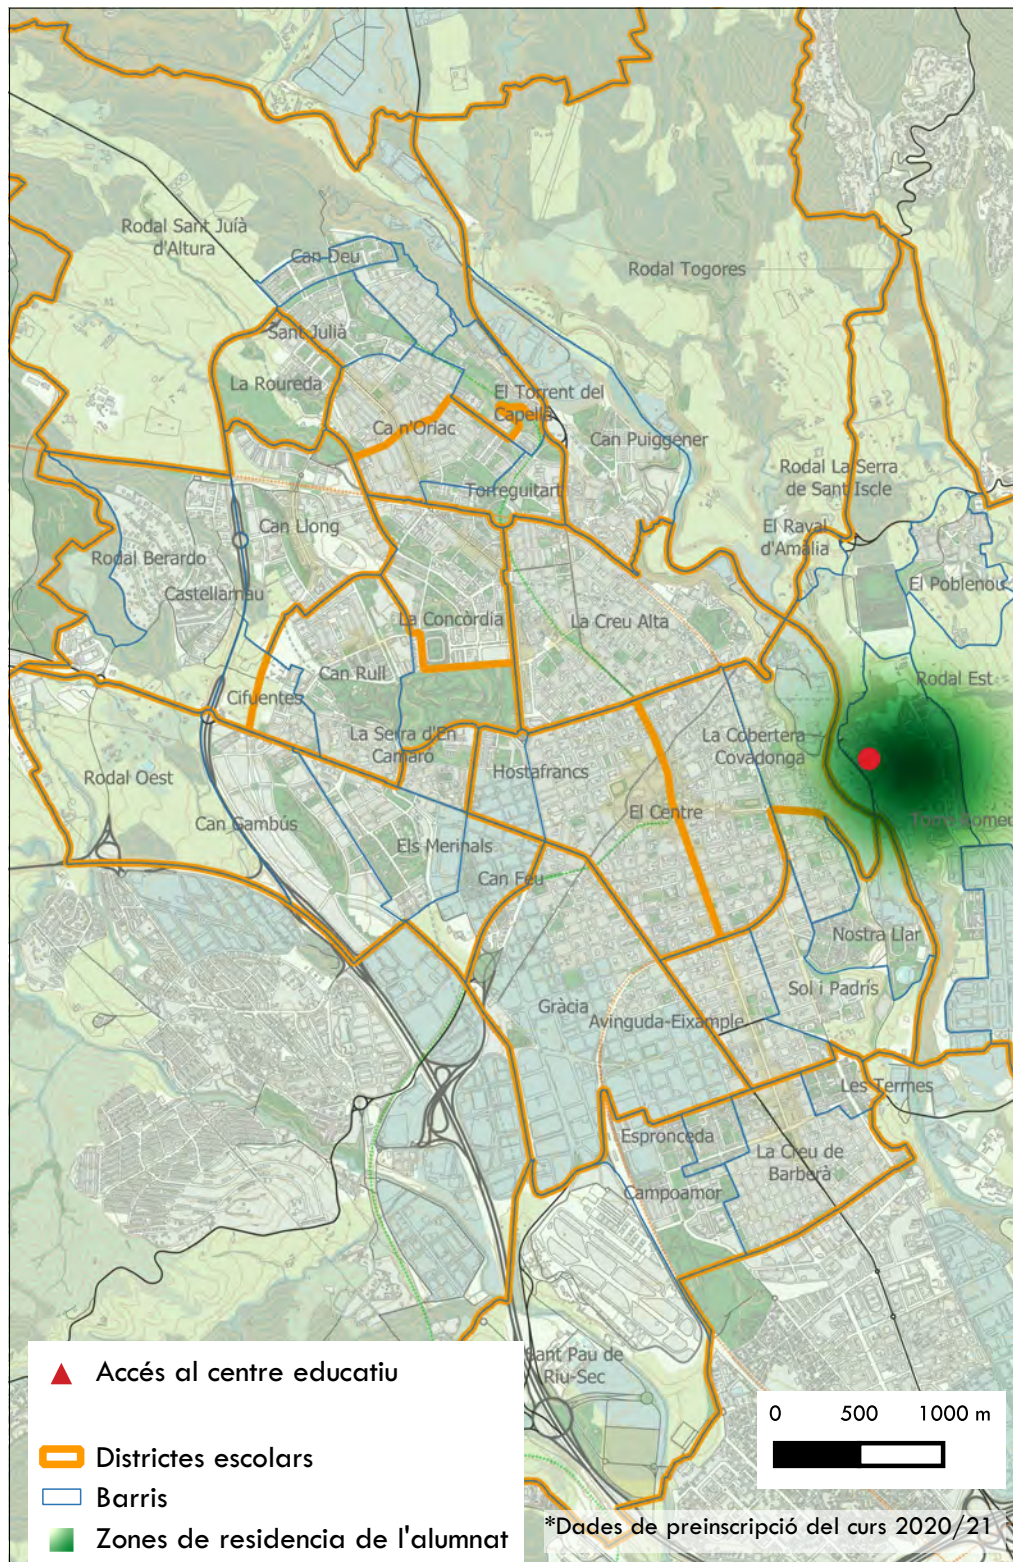 Rodal Sant Juíà
d'Altura
Can Deu
Rodal Togores
Sant Julià
La Roureda
El Torrent del
Capellà
Ca n'Oriac
Can Puiggener
Rodal La Serra
de Sant Iscle
Torreguitart
Can Llong
El Raval
d'Amàlia
Rodal Berardo
El Poblenou
Castellarnau
La Concòrdia
La Creu Alta
Can Rull
Rodal Est
Cifuentes
La Serra d'En
Camaró
La Cobertera
Covadonga
Rodal Oest
Hostafrancs
El Centre
Can Gambús
Torre-Romeu
Els Merinals
Can Feu
Nostra Llar
Sol i Padrís
Gràcia
Avinguda-Eixample
Les Termes
Espronceda
La Creu de
Barberà
Campoamor
Sant Pau de
Riu-Sec
Accés al centre educatiu
Districtes escolars
Barris
Zones de residencia de l'alumnat
0 500 1000 m
*Dades de preinscripció del curs 2020/21